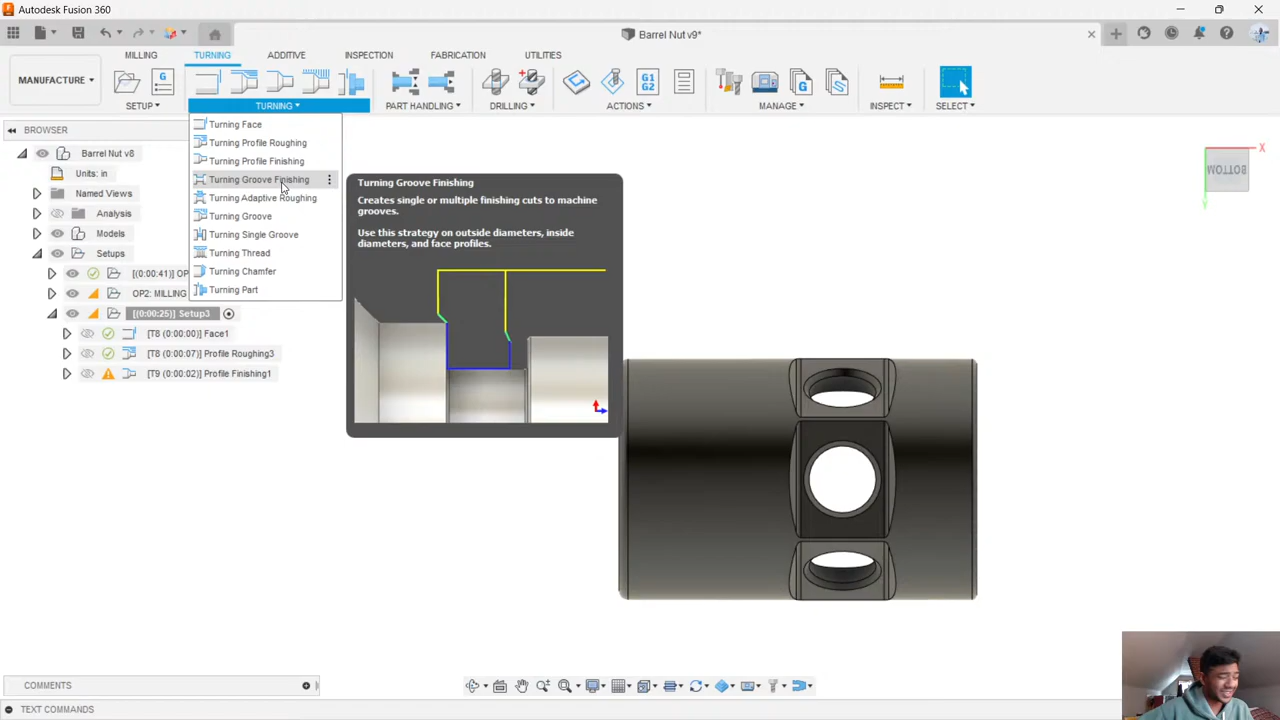 Autodesk Fusion 360
Barrel Nut v9*
MANUFACTURE
MILLING
TURNING
ADDITIVE
INSPECTION
FABRICATION
UTILITIES
G
G1
G2
G
SETUP
TURNING
PART HANDLING
DRILLING
ACTIONS
MANAGE
INSPECT
SELECT
BROWSER
Barrel Nut v8
Units: in
Named Views
Analysis
Models
Setups
[(0:00:41) OP
OP2: MILLING
[(0:00:25)] Setup3
[T8 (0:00:00)] Face1
[T8 (0:00:07)] Profile Roughing3
[T9 (0:00:02)] Profile Finishing1
Turning Face
Turning Profile Roughing
Turning Profile Finishing
Turning Groove Finishing
Turning Adaptive Roughing
Turning Groove
Turning Single Groove
Turning Thread
Turning Chamfer
Turning Part
Turning Groove Finishing
Creates single or multiple finishing cuts to machine
grooves.
Use this strategy on outside diameters, inside
diameters, and face profiles.
BOTTOM
X
Y
COMMENTS
TEXT COMMANDS